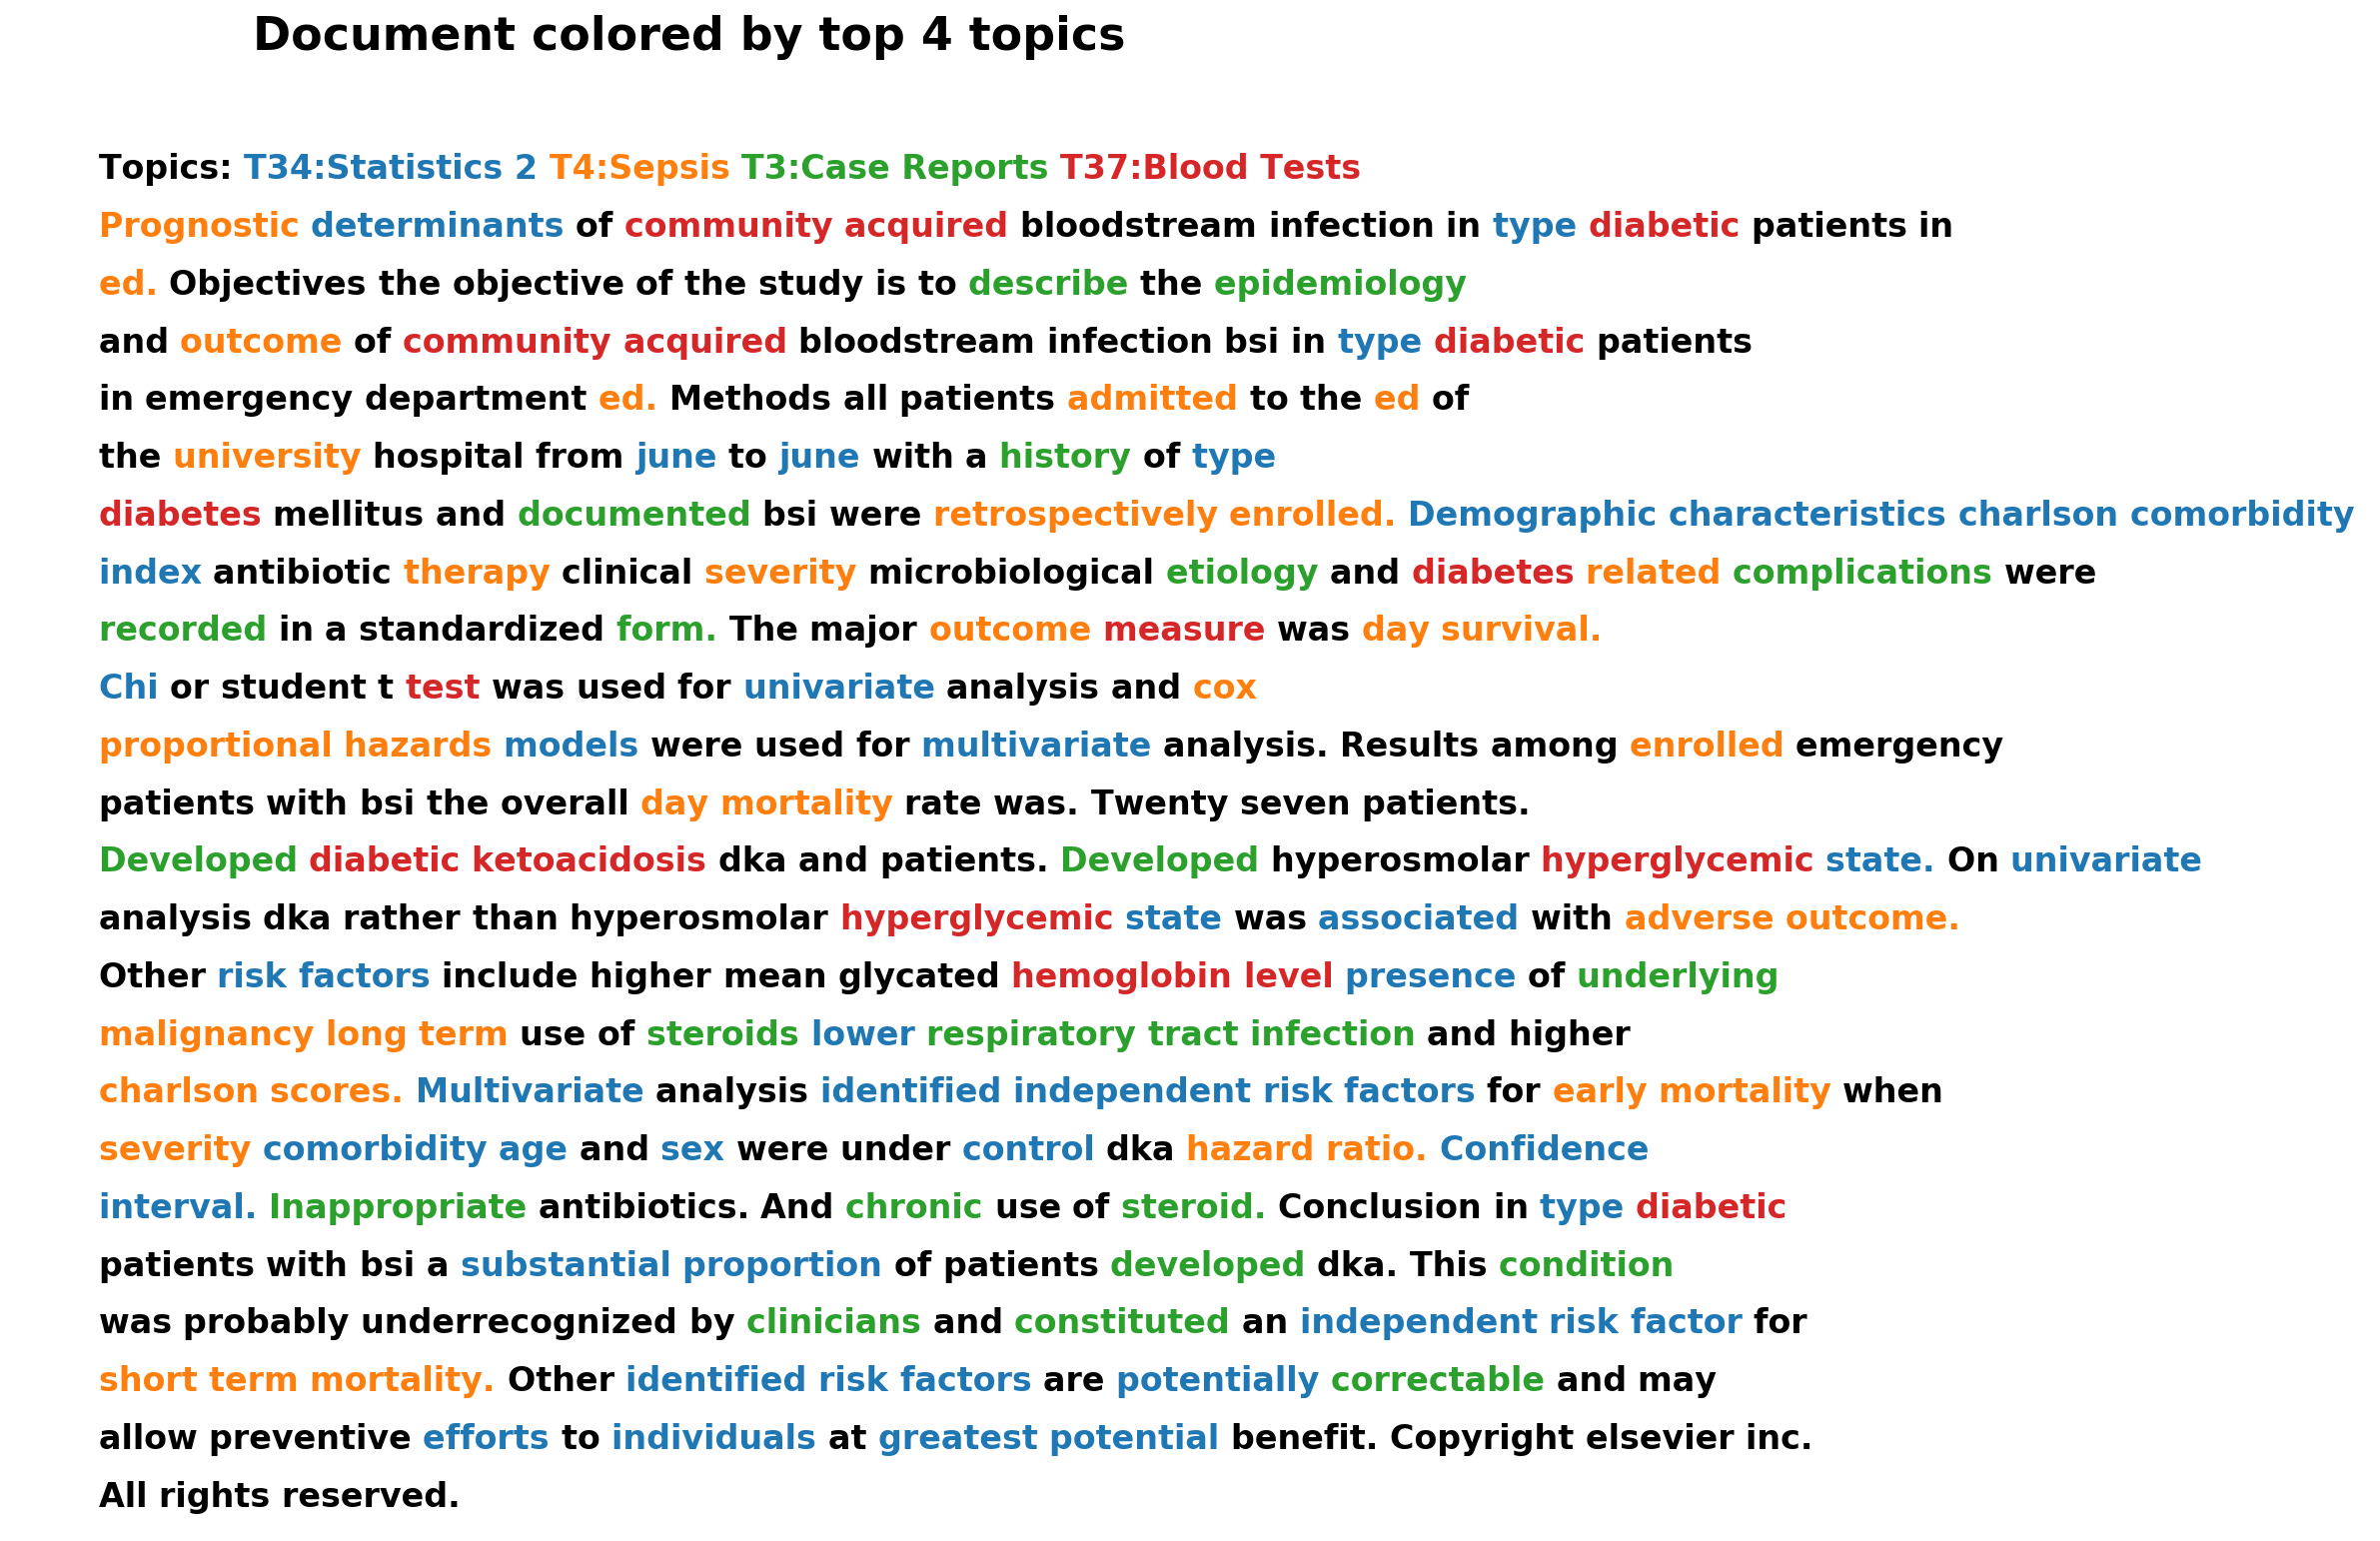 Document colored by top 4 topics
Topics: T34:Statistics 2 T4:Sepsis T3:Case Reports T37:Blood Tests
Prognostic determinants of community acquired bloodstream infection in type diabetic patients in
ed. Objectives the objective of the study is to describe the epidemiology
and outcome of community acquired bloodstream infection bsi in type diabetic patients
in emergency department ed. Methods all patients admitted to the ed of
the university hospital from june to june with a history of type
diabetes mellitus and documented bsi were retrospectively enrolled. Demographic characteristics charlson comorbidity
index antibiotic therapy clinical severity microbiological etiology and diabetes related complications were
recorded in a standardized form. The major outcome measure was day survival.
Chi or student t test was used for univariate analysis and cox
proportional hazards models were used for multivariate analysis. Results among enrolled emergency
patients with bsi the overall day mortality rate was. Twenty seven patients.
Developed diabetic ketoacidosis dka and patients. Developed hyperosmolar hyperglycemic state. On univariate
analysis dka rather than hyperosmolar hyperglycemic state was associated with adverse outcome.
Other risk factors include higher mean glycated hemoglobin level presence of underlying
malignancy long term use of steroids lower respiratory tract infection and higher
charlson scores. Multivariate analysis identified independent risk factors for early mortality when
severity comorbidity age and sex were under control dka hazard ratio. Confidence
interval. Inappropriate antibiotics. And chronic use of steroid. Conclusion in type diabetic
patients with bsi a substantial proportion of patients developed dka. This condition
was probably underrecognized by clinicians and constituted an independent risk factor for
short term mortality. Other identified risk factors are potentially correctable and may
allow preventive efforts to individuals at greatest potential benefit. Copyright elsevier inc.
All rights reserved.